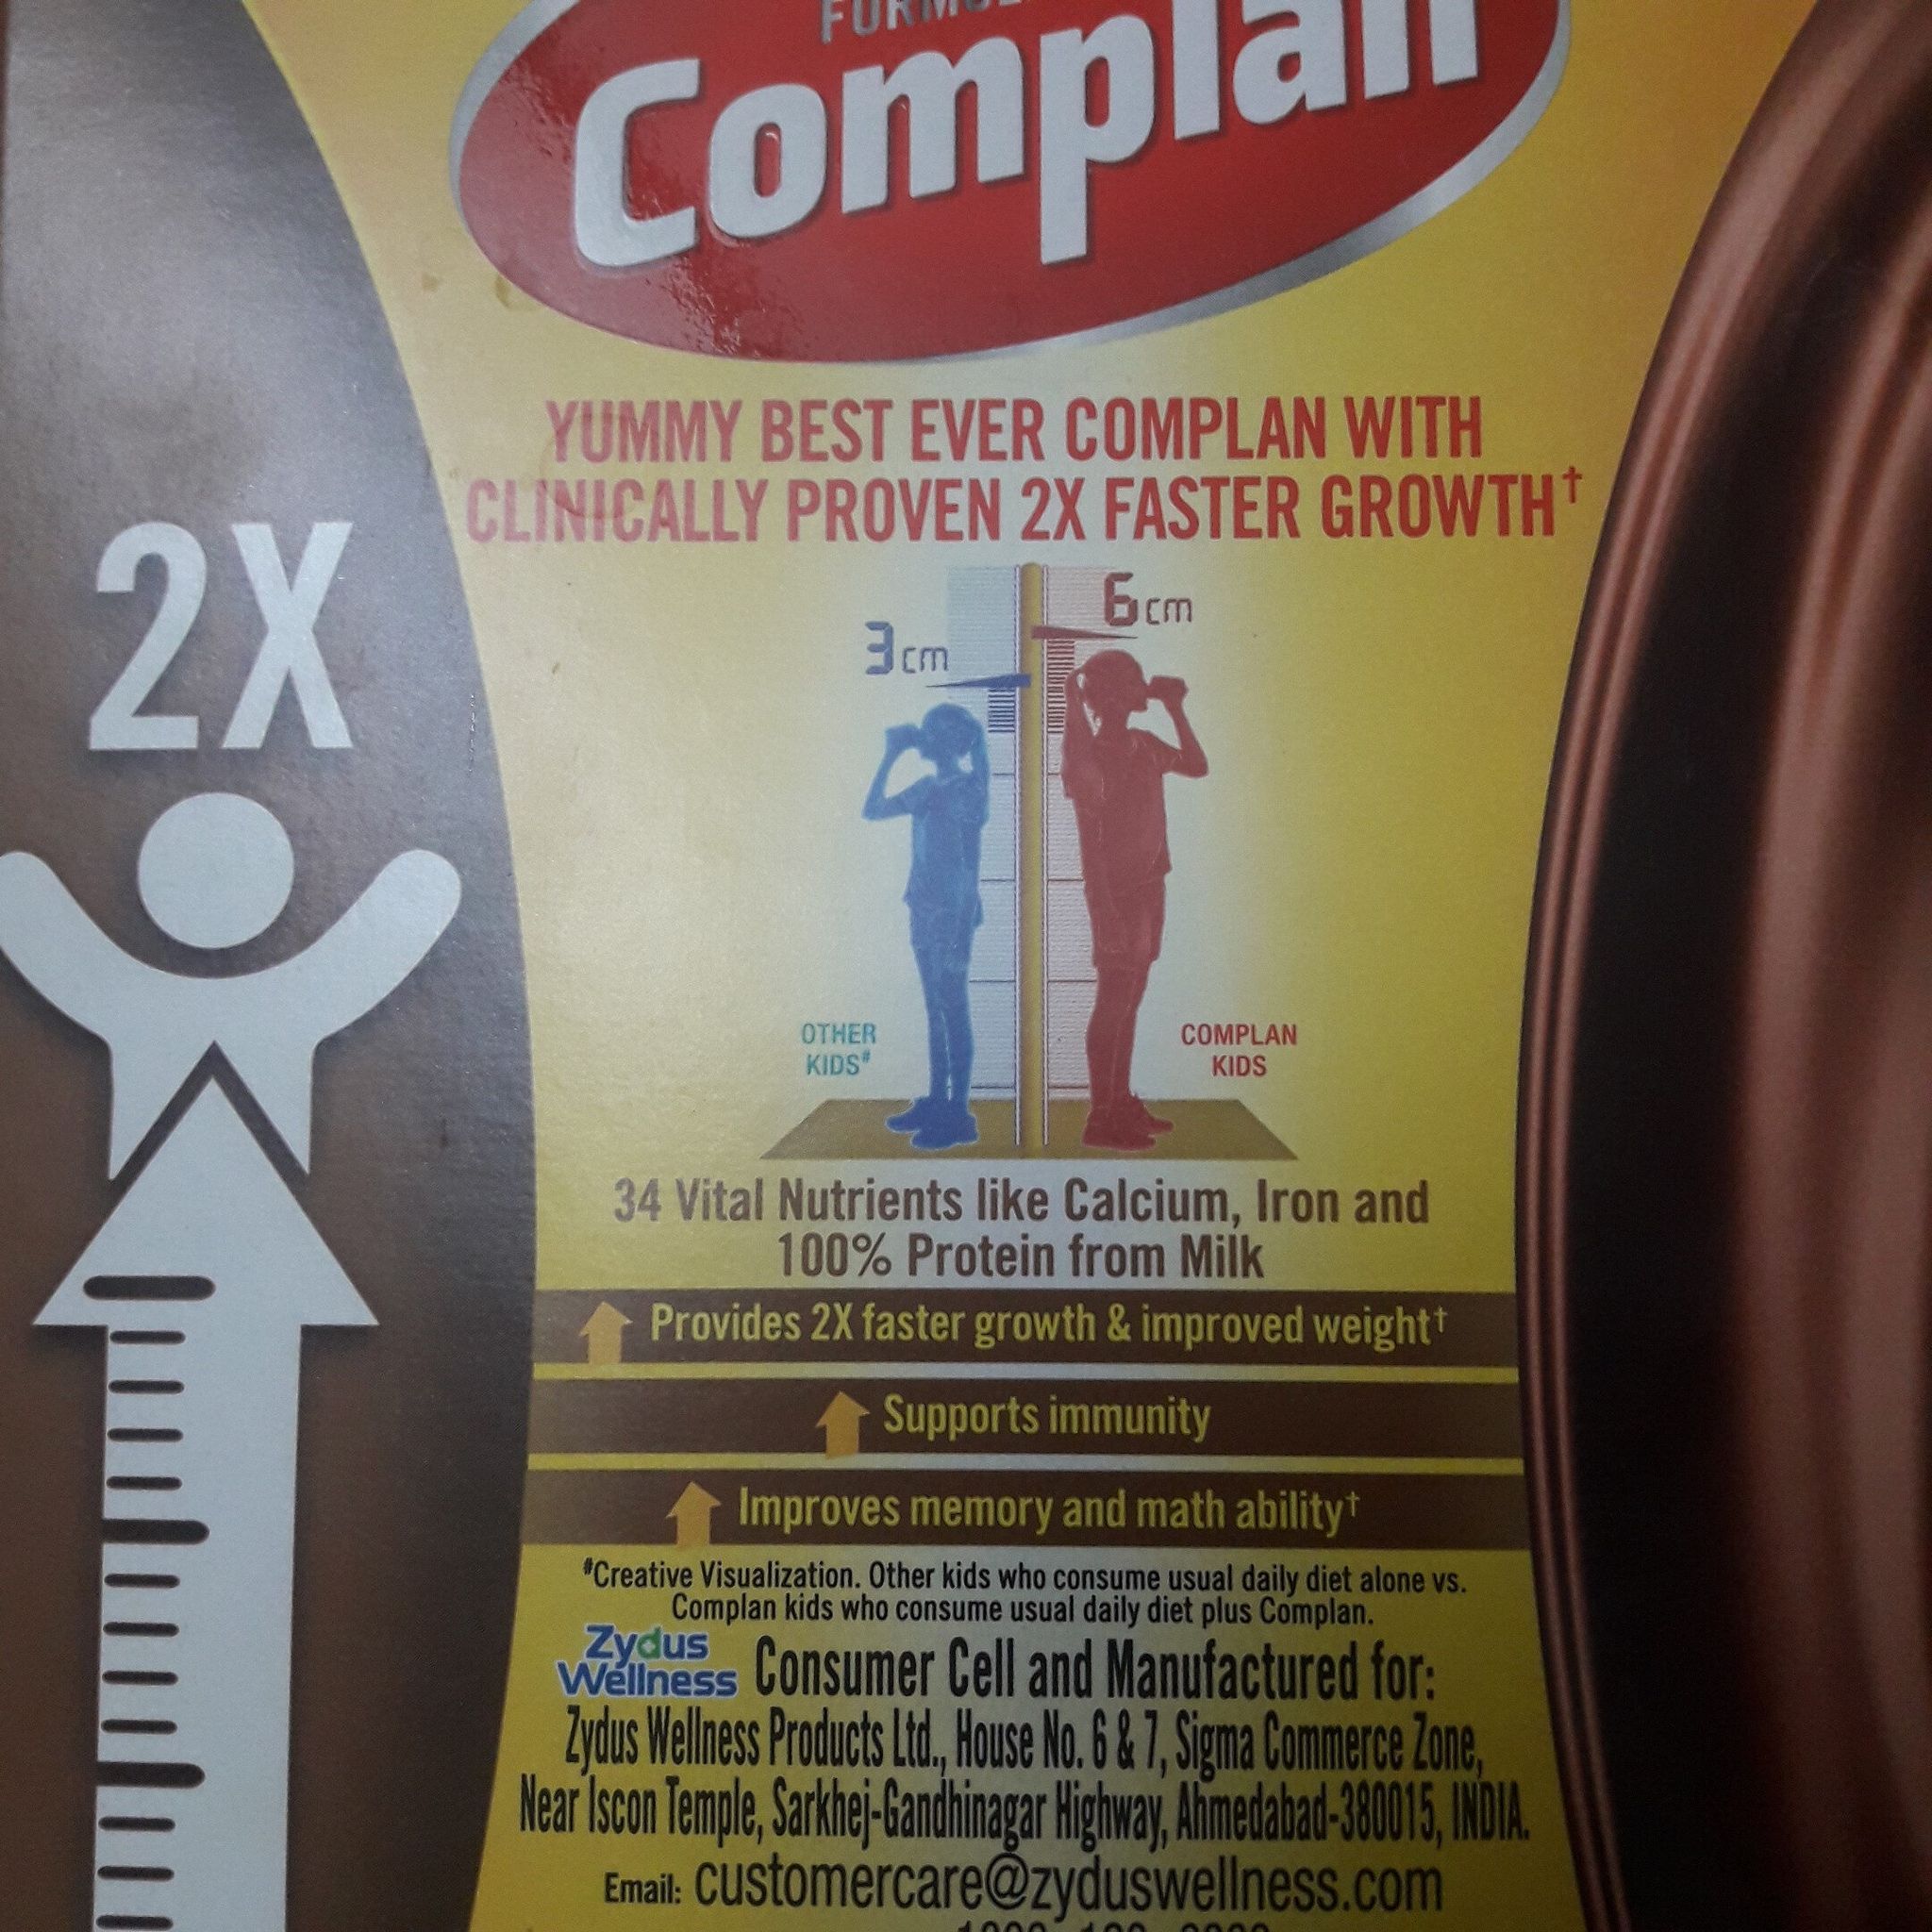 Complan
YUMMY BEST EVER COMPLAN WITH
CLINICALLY PROVEN 2X FASTER GROWTH†
2X
6cm
3cm
OTHER
KIDS#
COMPLAN
KIDS
34 Vital Nutrients like Calcium, Iron and
100% Protein from Milk
Provides 2X faster growth & improved weight†
Supports immunity
Improves memory and math ability†
#Creative Visualization. Other kids who consume usual daily diet alone vs.
Complan kids who consume usual daily diet plus Complan.
Zydus
Wellness
Consumer Cell and Manufactured for:
Zydus Wellness Products Ltd., House No. 6 & 7, Sigma Commerce Zone,
Near Iscon Temple, Sarkhej-Gandhinagar Highway, Ahmedabad-380015, INDIA.
Email: customercare@zyduswellness.com